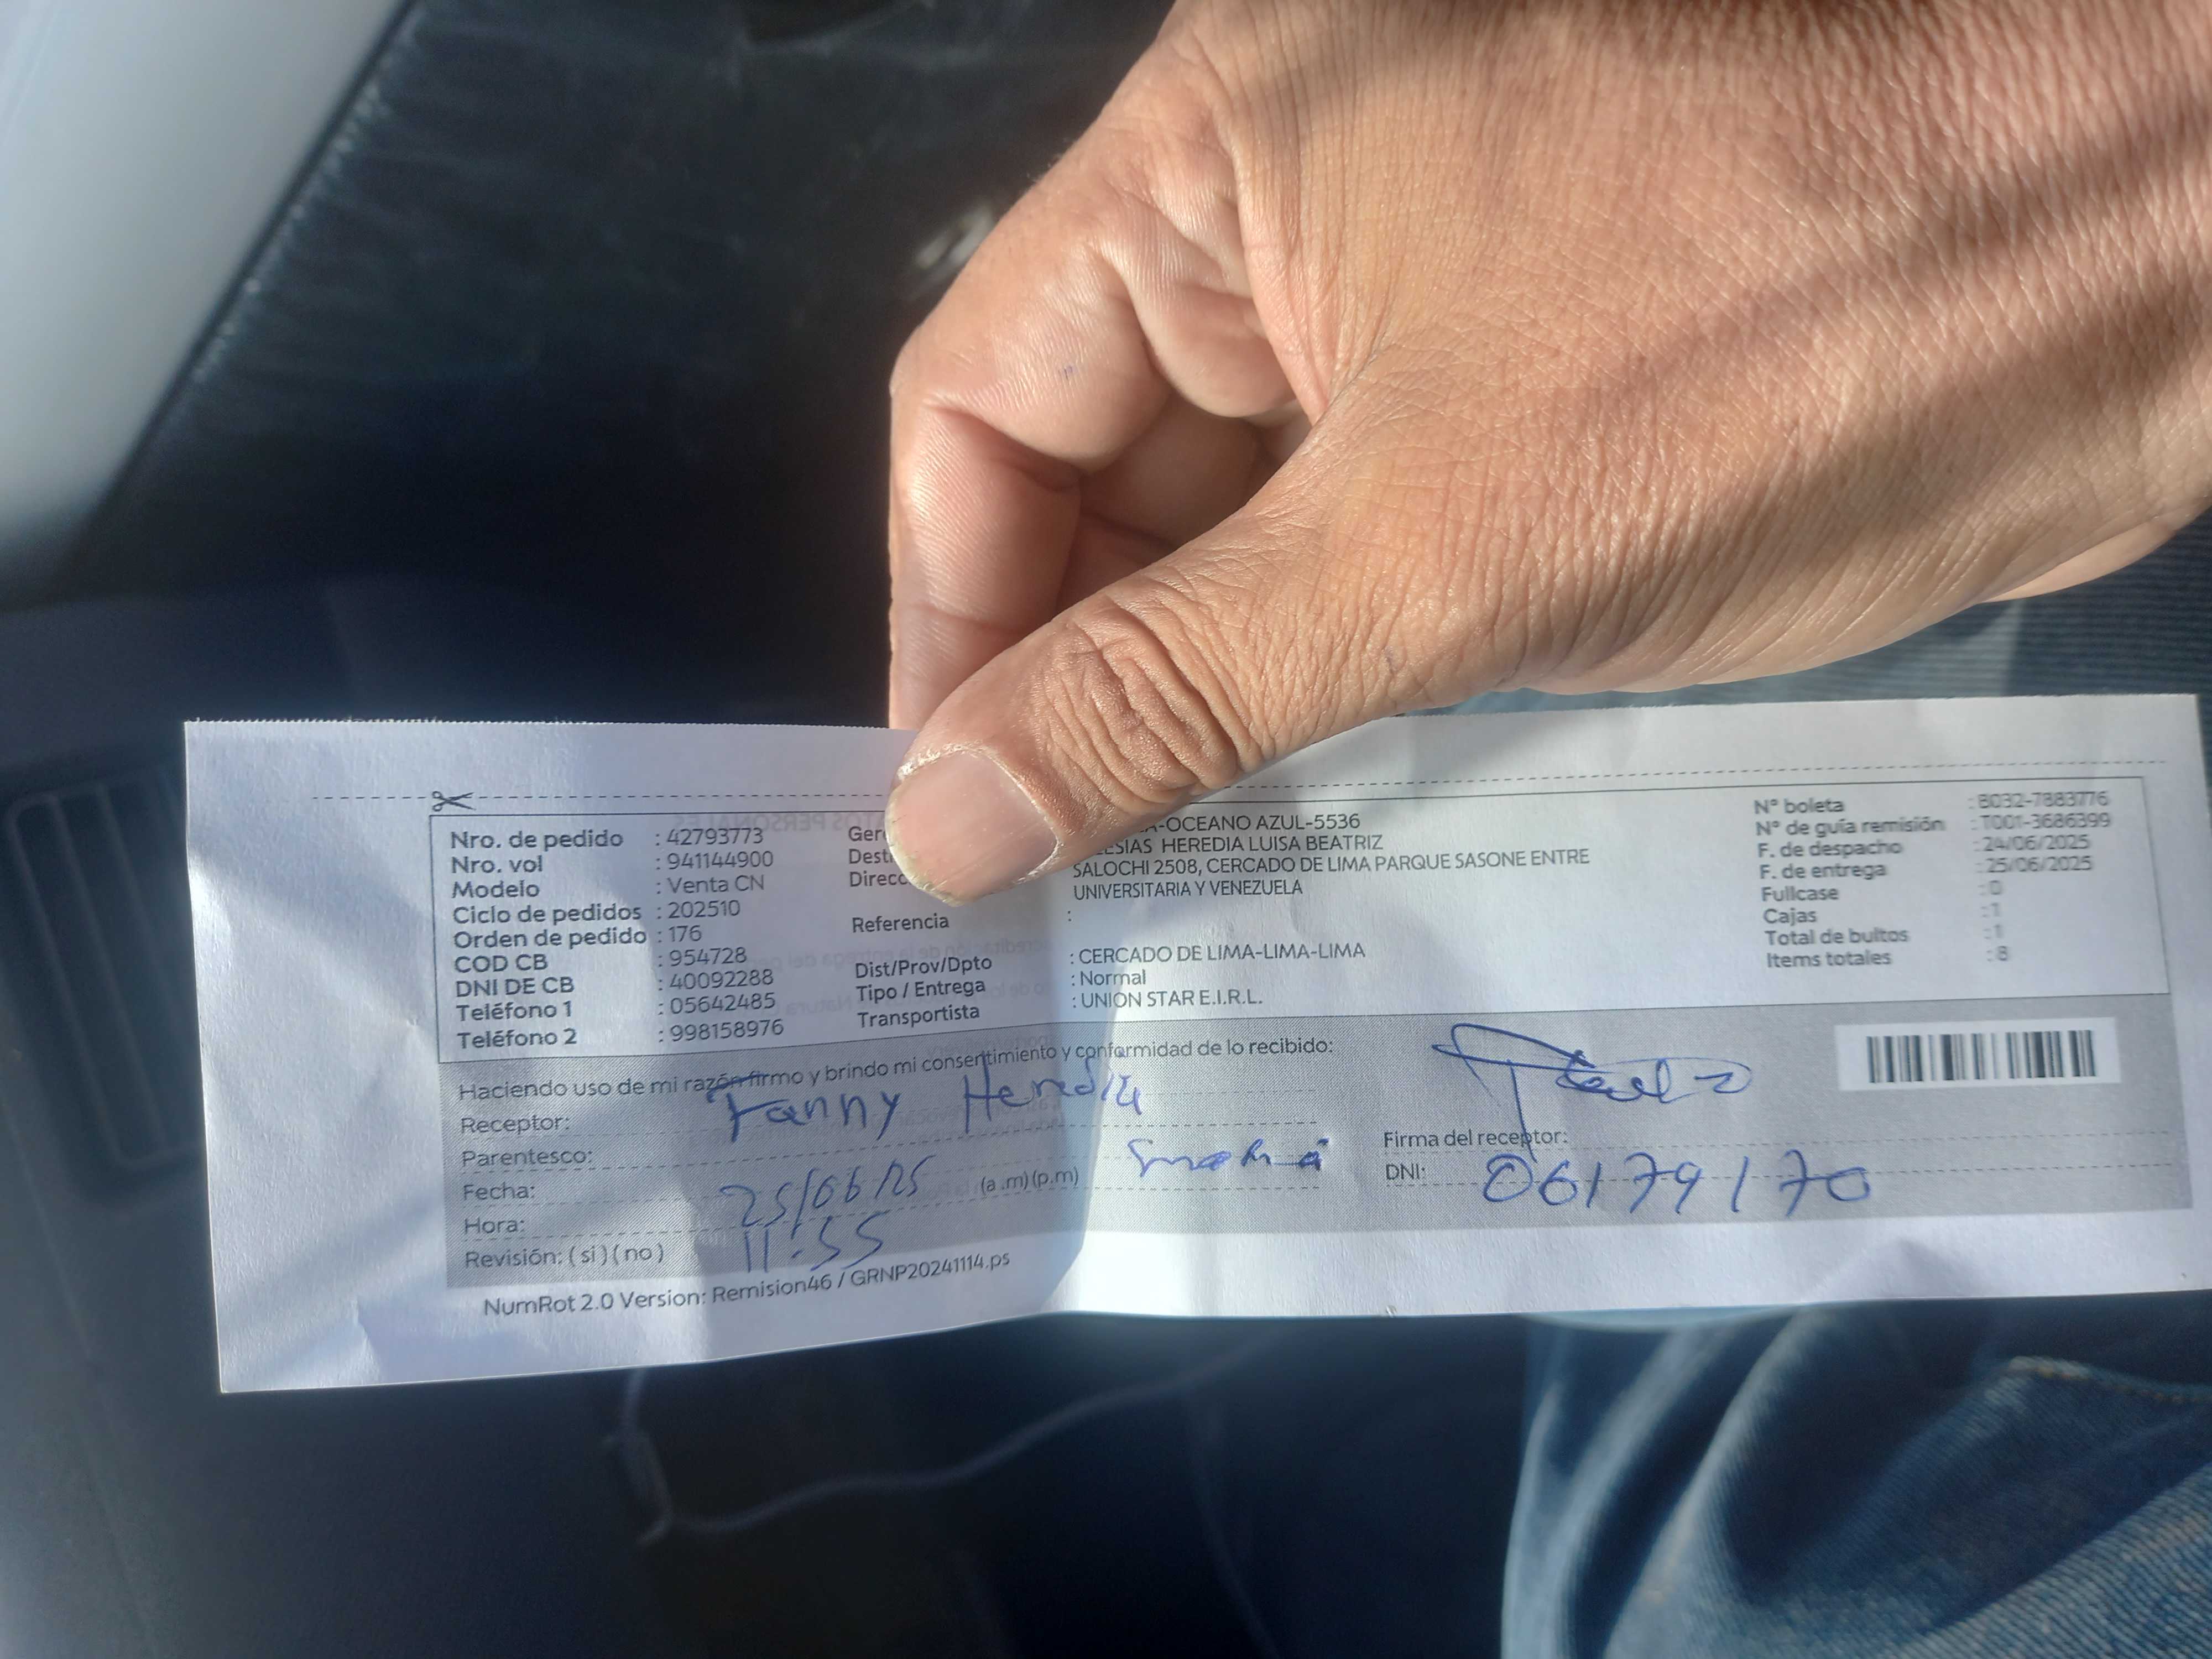 Nro. de pedido : 42793773
Nro. vol : 941144900
Modelo : Venta CN
Ciclo de pedidos : 202510
Orden de pedido : 176
COD CB : 954728
DNI DE CB : 40092288
Teléfono 1 : 05642485
Teléfono 2 : 998158976
-OCEANO AZUL-5536
HEREDIA LUISA BEATRIZ
SALOCHI 2508, CERCADO DE LIMA PARQUE SASONE ENTRE
UNIVERSITARIA Y VENEZUELA
Referencia :
Dist/Prov/Dpto : CERCADO DE LIMA-LIMA-LIMA
Tipo / Entrega : Normal
Transportista : UNION STAR E.I.R.L.
N° boleta : B032-7883776
N° de guía remisión : T001-3686399
F. de despacho : 24/06/2025
F. de entrega : 25/06/2025
Fullcase : 0
Cajas : 1
Total de bultos : 1
Items totales : 8
Haciendo uso de mi razón firmo y brindo mi consentimiento y conformidad de lo recibido:
Receptor: Fanny Heredia
Parentesco:
Fecha: 25/06/25 (a.m)(p.m)
Hora: 11:55
Revisión: (si)(no)
Firma del receptor:
DNI: 06179170
NumRot 2.0 Version: Remision46 / GRNP20241114.ps